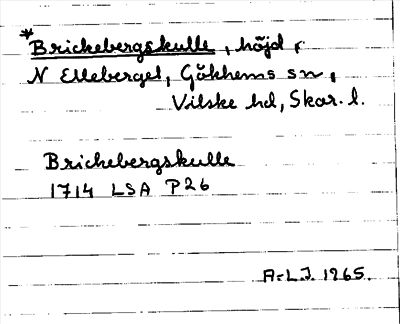 *Brickebergskulle, höjd,
N Elleberget, Gökhems sn,
Vilske hd, Skar. l.
Brickebergskulle
1714 LSA P26
A-L.J. 1965.